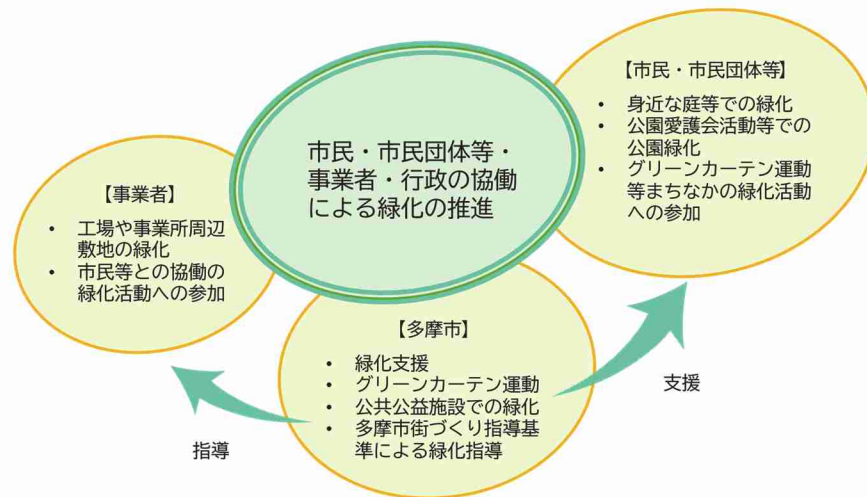 市民・市民団体等・
事業者・行政の協働
による緑化の推進
【市民・市民団体等】
• 身近な庭等での緑化
• 公園愛護会活動等での
公園緑化
• グリーンカーテン運動
等まちなかの緑化活動
への参加
【事業者】
• 工場や事業所周辺
敷地の緑化
• 市民等との協働の
緑化活動への参加
【多摩市】
• 緑化支援
• グリーンカーテン運動
• 公共公益施設での緑化
• 多摩市街づくり指導基
準による緑化指導
指導
支援